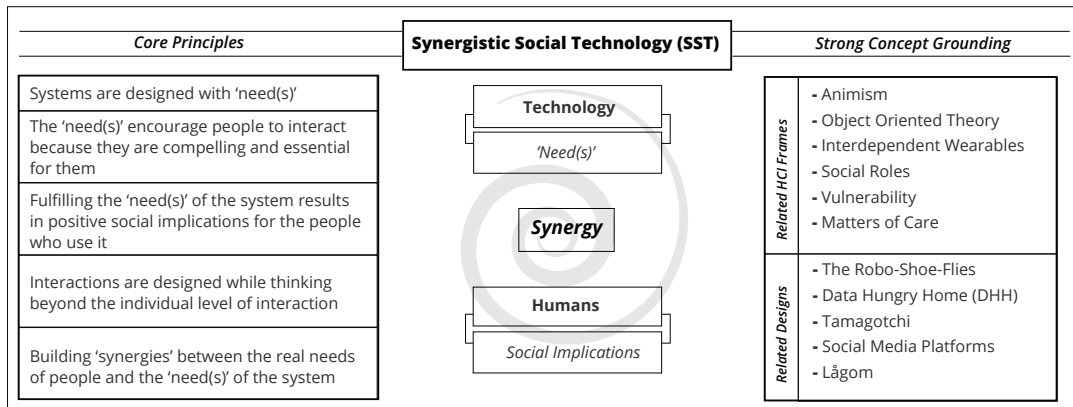 Core Principles
Synergistic Social Technology (SST)
Strong Concept Grounding
Systems are designed with ‘need(s)’
The ‘need(s)’ encourage people to interact
because they are compelling and essential
for them
Fulfilling the ‘need(s)’ of the system results
in positive social implications for the people
who use it
Interactions are designed while thinking
beyond the individual level of interaction
Building ‘synergies’ between the real needs
of people and the ‘need(s)’ of the system
Technology
'Need(s)’
Synergy
Humans
Social Implications
Related HCI Frames
- Animism
- Object Oriented Theory
- Interdependent Wearables
- Social Roles
- Vulnerability
- Matters of Care
Related Designs
- The Robo-Shoe-Flies
- Data Hungry Home (DHH)
- Tamagotchi
- Social Media Platforms
- Lågom